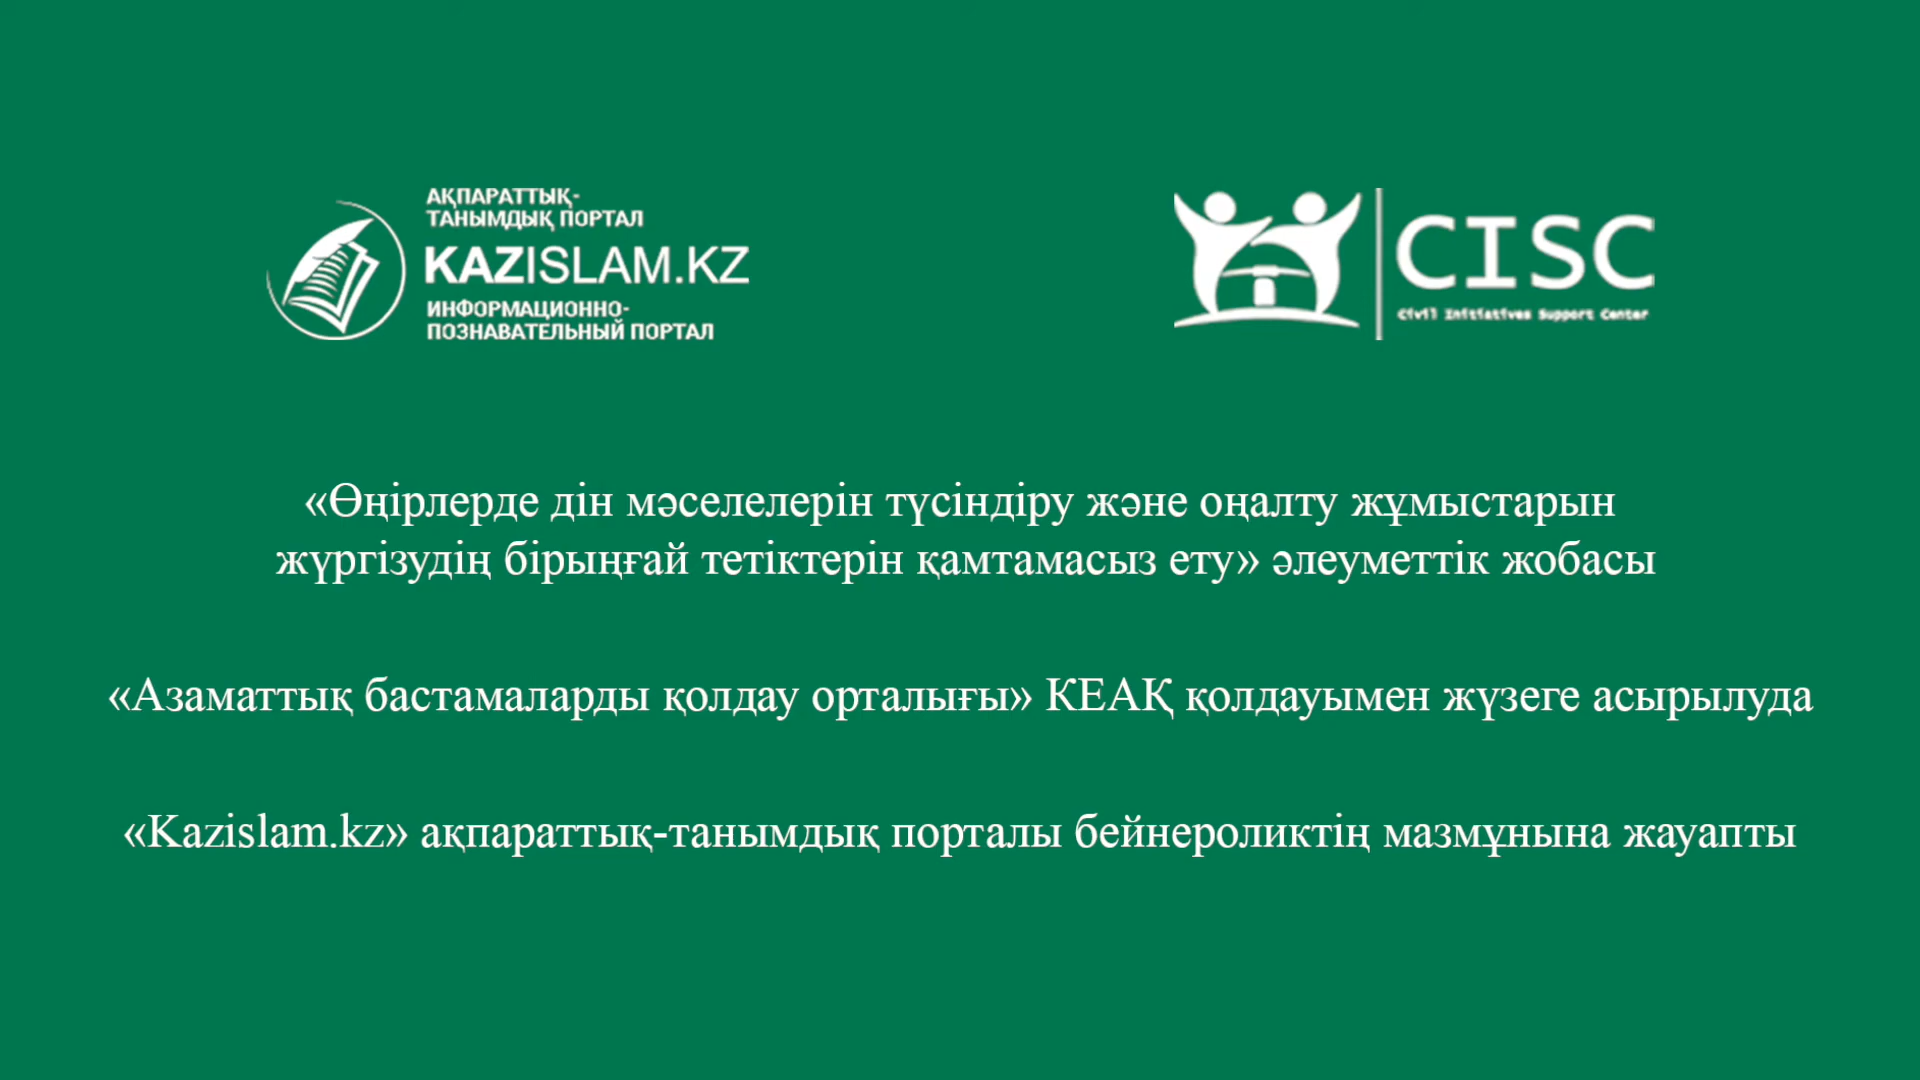 АҚПАРАТТЫҚ-
ТАНЫМДЫҚ ПОРТАЛ
KAZISLAM.KZ
ИНФОРМАЦИОННО-
ПОЗНАВАТЕЛЬНЫЙ ПОРТАЛ
CISC
Civil Initiatives Support Center
«Өңірлерде дін мәселелерін түсіндіру және оңалту жұмыстарын
жүргізудің бірыңғай тетіктерін қамтамасыз ету» әлеуметтік жобасы
«Азаматтық бастамаларды қолдау орталығы» КЕАҚ қолдауымен жүзеге асырылуда
«Kazislam.kz» ақпараттық-танымдық порталы бейнероликтің мазмұнына жауапты